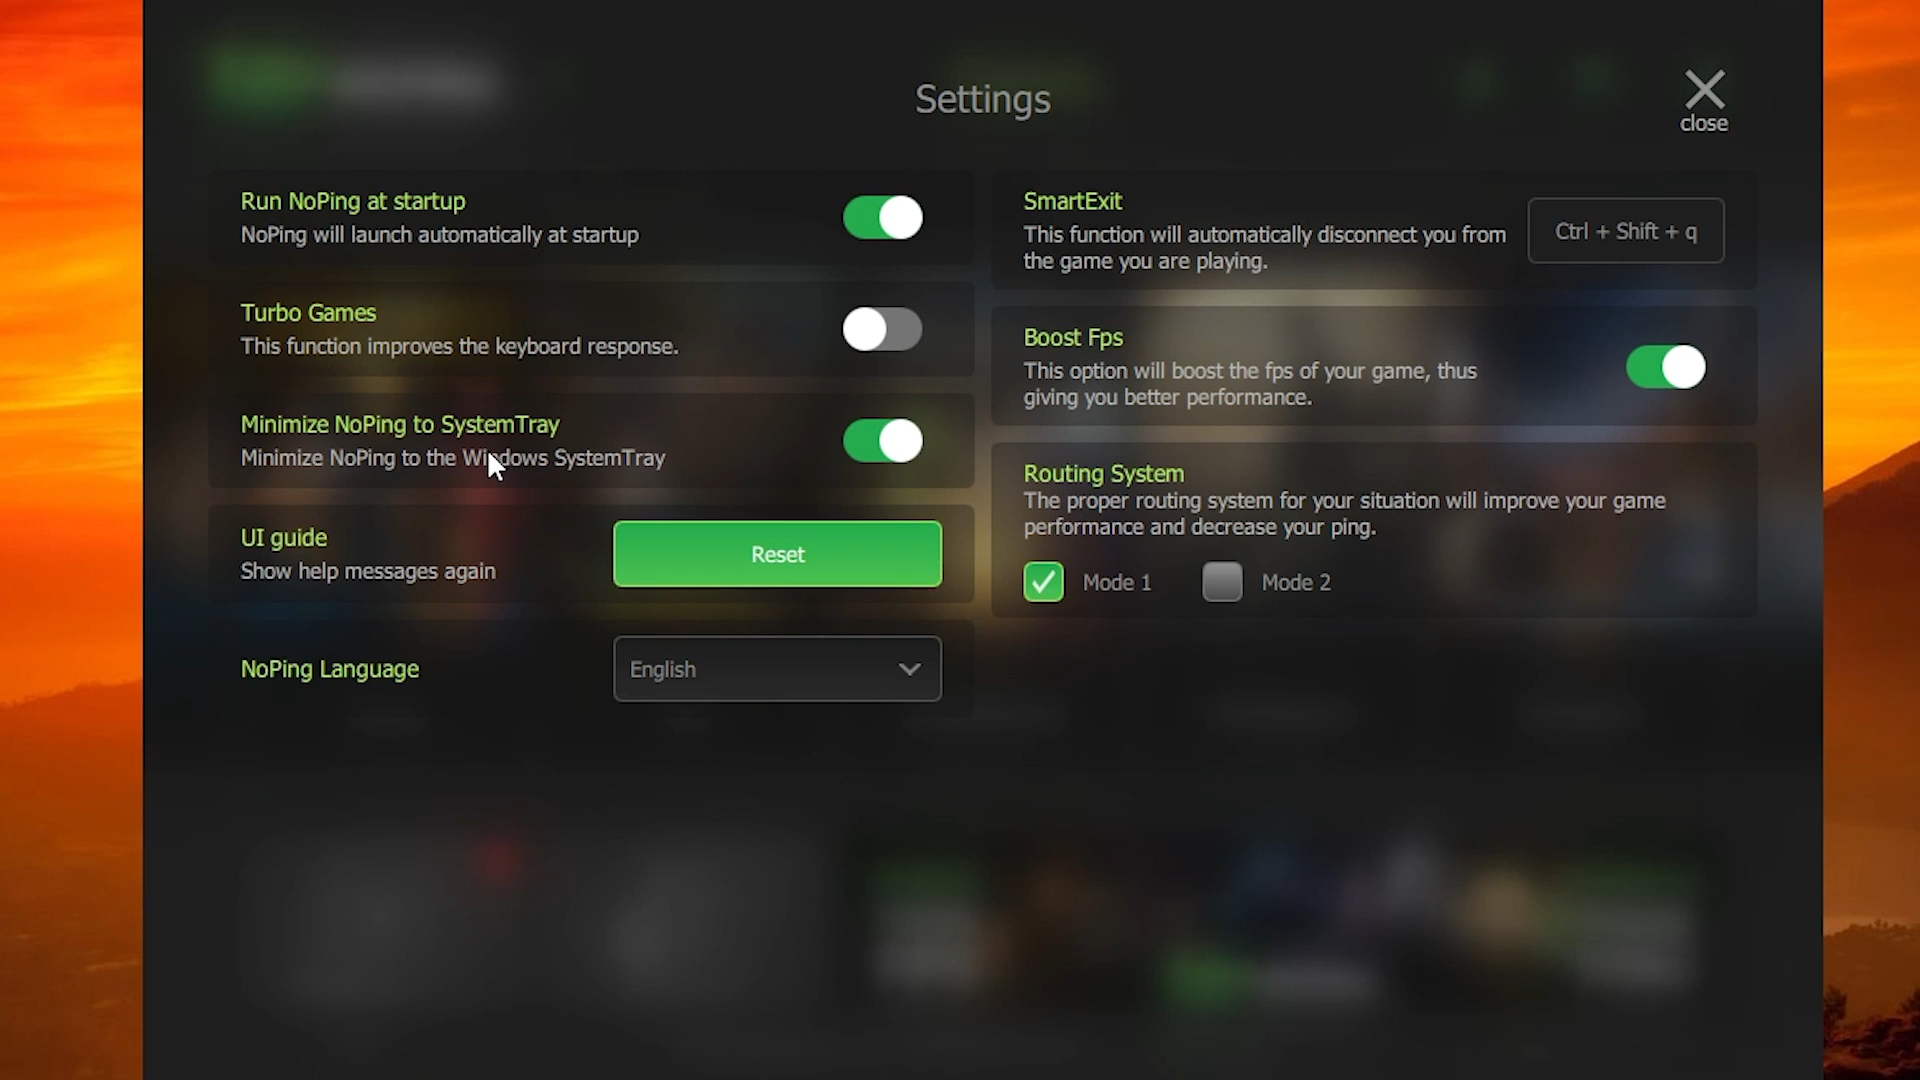 Settings
close
Run NoPing at startup
NoPing will launch automatically at startup
Turbo Games
This function improves the keyboard response.
Minimize NoPing to SystemTray
Minimize NoPing to the Windows SystemTray
UI guide
Show help messages again
Reset
NoPing Language
English
SmartExit
This function will automatically disconnect you from
the game you are playing.
Ctrl + Shift + q
Boost Fps
This option will boost the fps of your game, thus
giving you better performance.
Routing System
The proper routing system for your situation will improve your game
performance and decrease your ping.
Mode 1
Mode 2